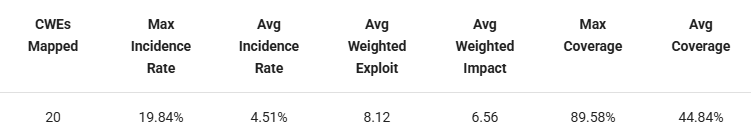 CWEs Mapped Max Incidence Rate Avg Incidence Rate Avg Weighted Exploit Avg Weighted Impact Max Coverage Avg Coverage
20 19.84% 4.51% 8.12 6.56 89.58% 44.84%